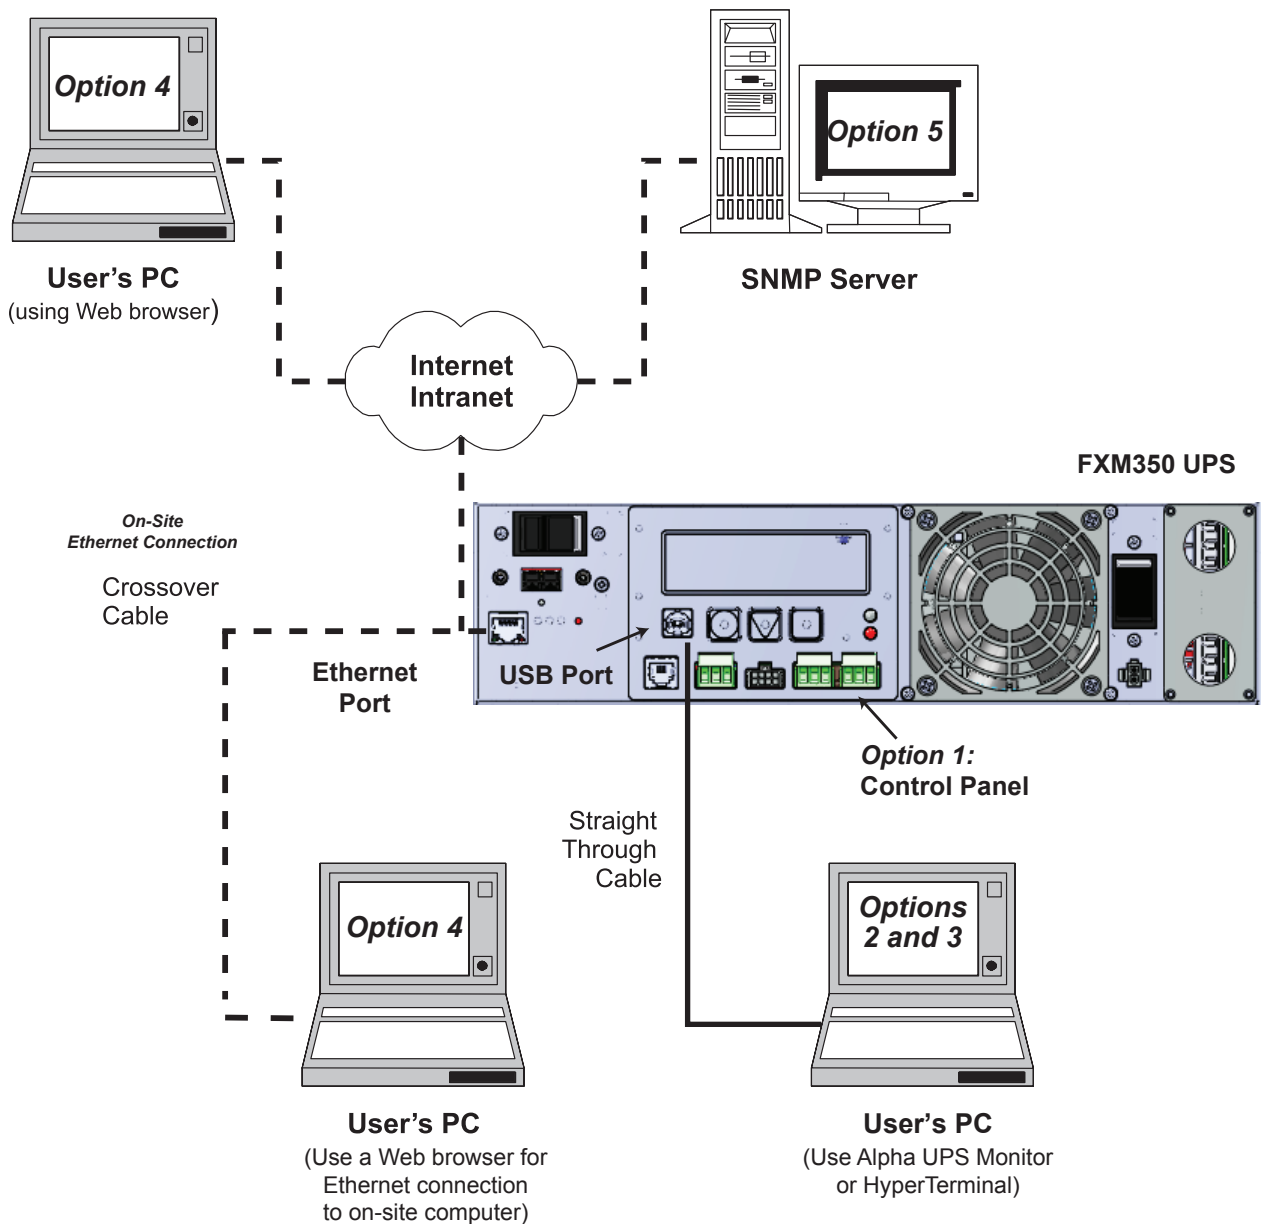 Option 4
Option 5
User's PC
(using Web browser)
SNMP Server
Internet
Intranet
FXM350 UPS
On-Site
Ethernet Connection
Crossover
Cable
Ethernet
Port
USB Port
Option 1:
Control Panel
Straight
Through
Cable
Option 4
Options
2 and 3
User's PC
(Use a Web browser for
Ethernet connection
to on-site computer)
User's PC
(Use Alpha UPS Monitor
or HyperTerminal)